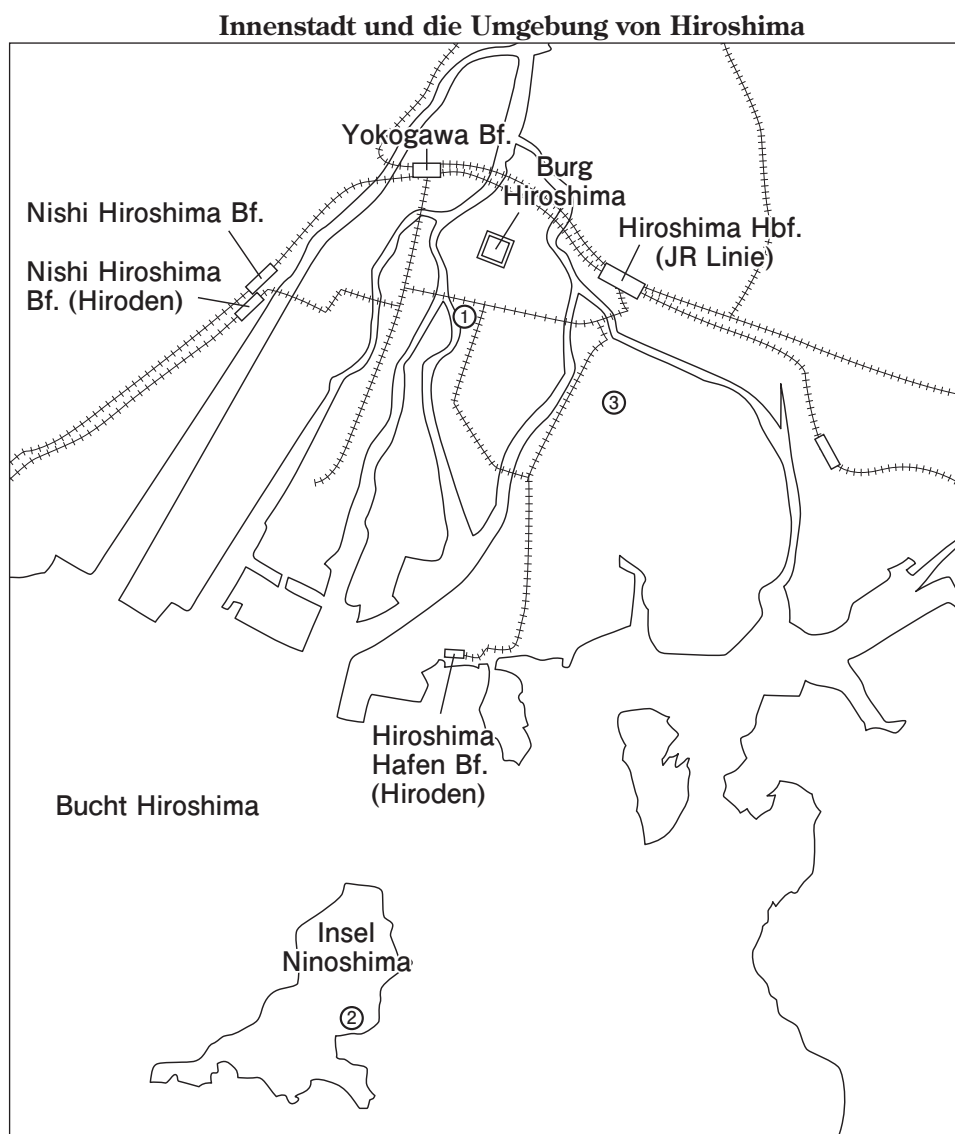 Innenstadt und die Umgebung von Hiroshima
Yokogawa Bf.
Burg
Hiroshima
Nishi Hiroshima Bf.
Hiroshima Hbf.
(JR Linie)
Nishi Hiroshima
Bf. (Hiroden)
①
③
Hiroshima
Hafen Bf.
(Hiroden)
Bucht Hiroshima
Insel
Ninoshima
②